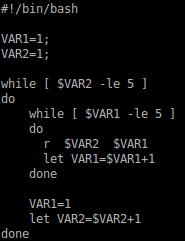 #!/bin/bash
VAR1=1;
VAR2=1;
while [ $VAR2 -le 5 ]
do
while [ $VAR1 -le 5 ]
do
r $VAR2 $VAR1
let VAR1=$VAR1+1
done
VAR1=1
let VAR2=$VAR2+1
done